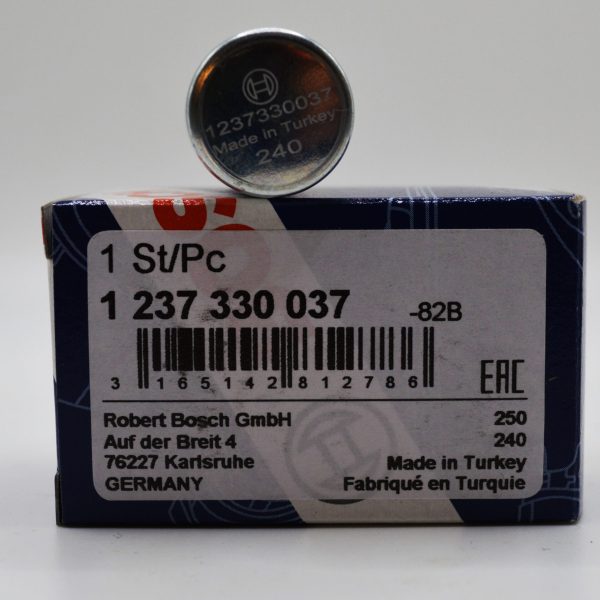 1237330037
Made in Turkey
240
1 St/Pc
1 237 330 037 -82B
3 165142 812786
EAC
Robert Bosch GmbH 250
Auf der Breit 4 240
76227 Karlsruhe Made in Turkey
GERMANY Fabriqué en Turquie